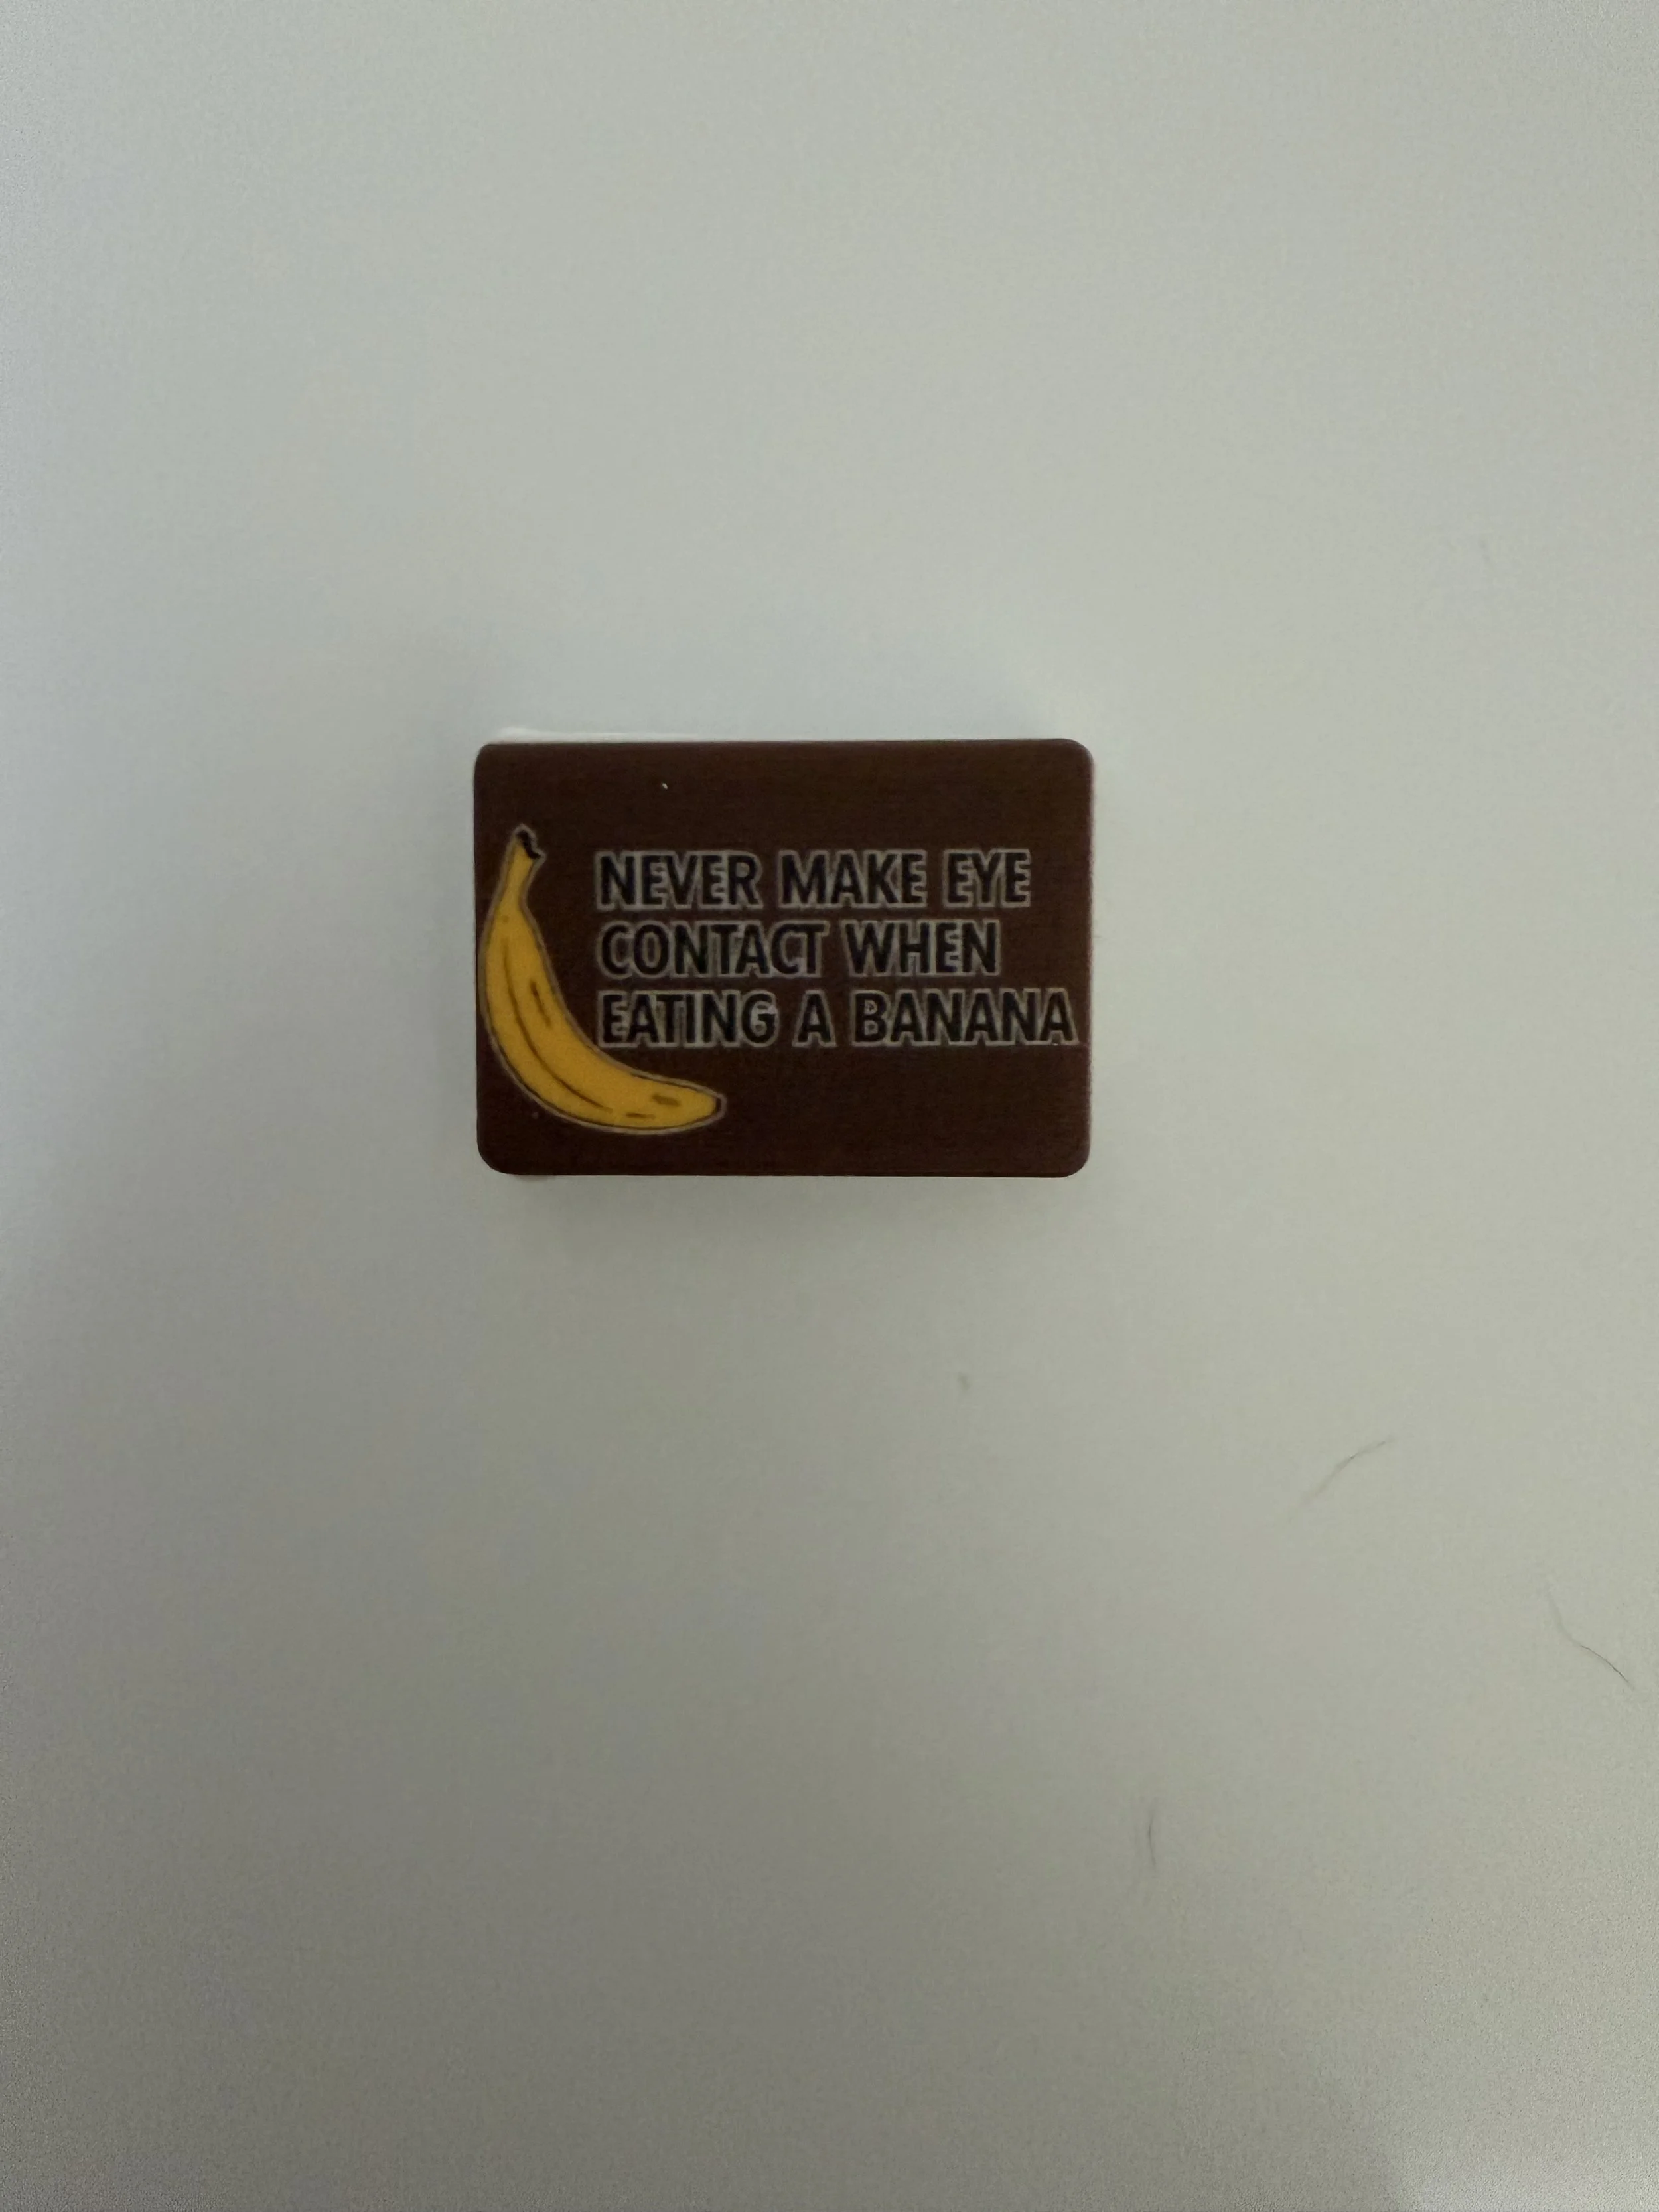 NEVER MAKE EYE
CONTACT WHEN
EATING A BANANA